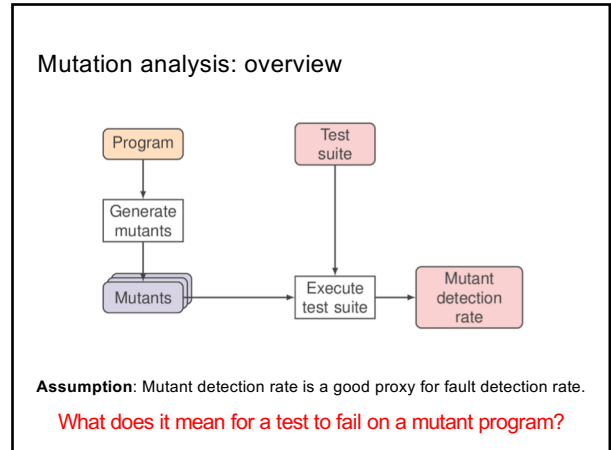 Mutation analysis: overview
Program
Test
suite
Generate
mutants
Mutants
Execute
test suite
Mutant
detection
rate
Assumption: Mutant detection rate is a good proxy for fault detection rate.
What does it mean for a test to fail on a mutant program?